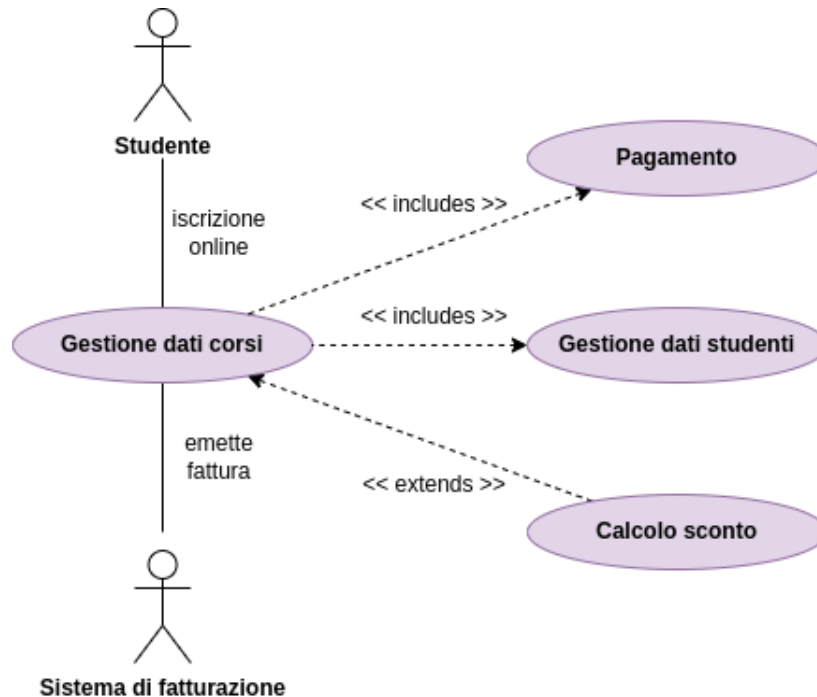 Studente
Pagamento
iscrizione
online
<< includes >>
Gestione dati corsi
<< includes >>
Gestione dati studenti
emette
fattura
<< extends >>
Calcolo sconto
Sistema di fatturazione